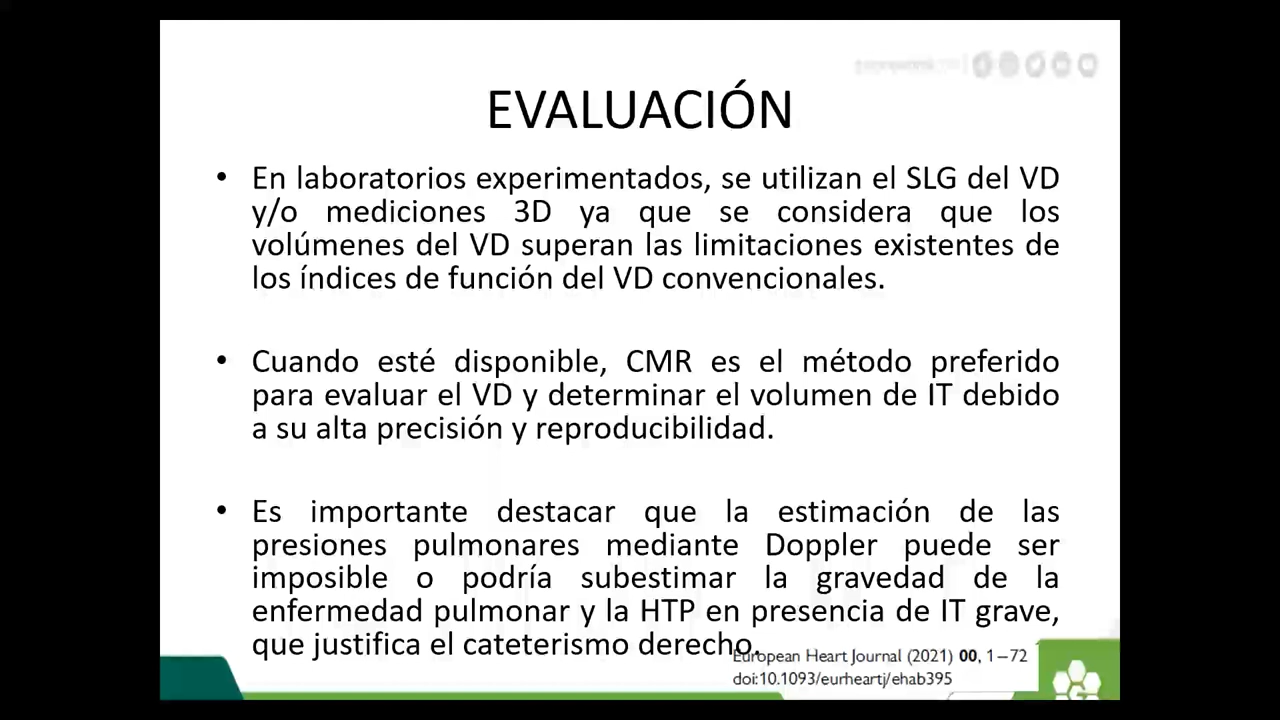 EVALUACIÓN
• En laboratorios experimentados, se utilizan el SLG del VD
y/o mediciones 3D ya que se considera que los
volúmenes del VD superan las limitaciones existentes de
los índices de función del VD convencionales.
• Cuando esté disponible, CMR es el método preferido
para evaluar el VD y determinar el volumen de IT debido
a su alta precisión y reproducibilidad.
• Es importante destacar que la estimación de las
presiones pulmonares mediante Doppler puede ser
imposible o podría subestimar la gravedad de la
enfermedad pulmonar y la HTP en presencia de IT grave,
que justifica el cateterismo derecho.
European Heart Journal (2021) 00, 1–72
doi:10.1093/eurheartj/ehab395